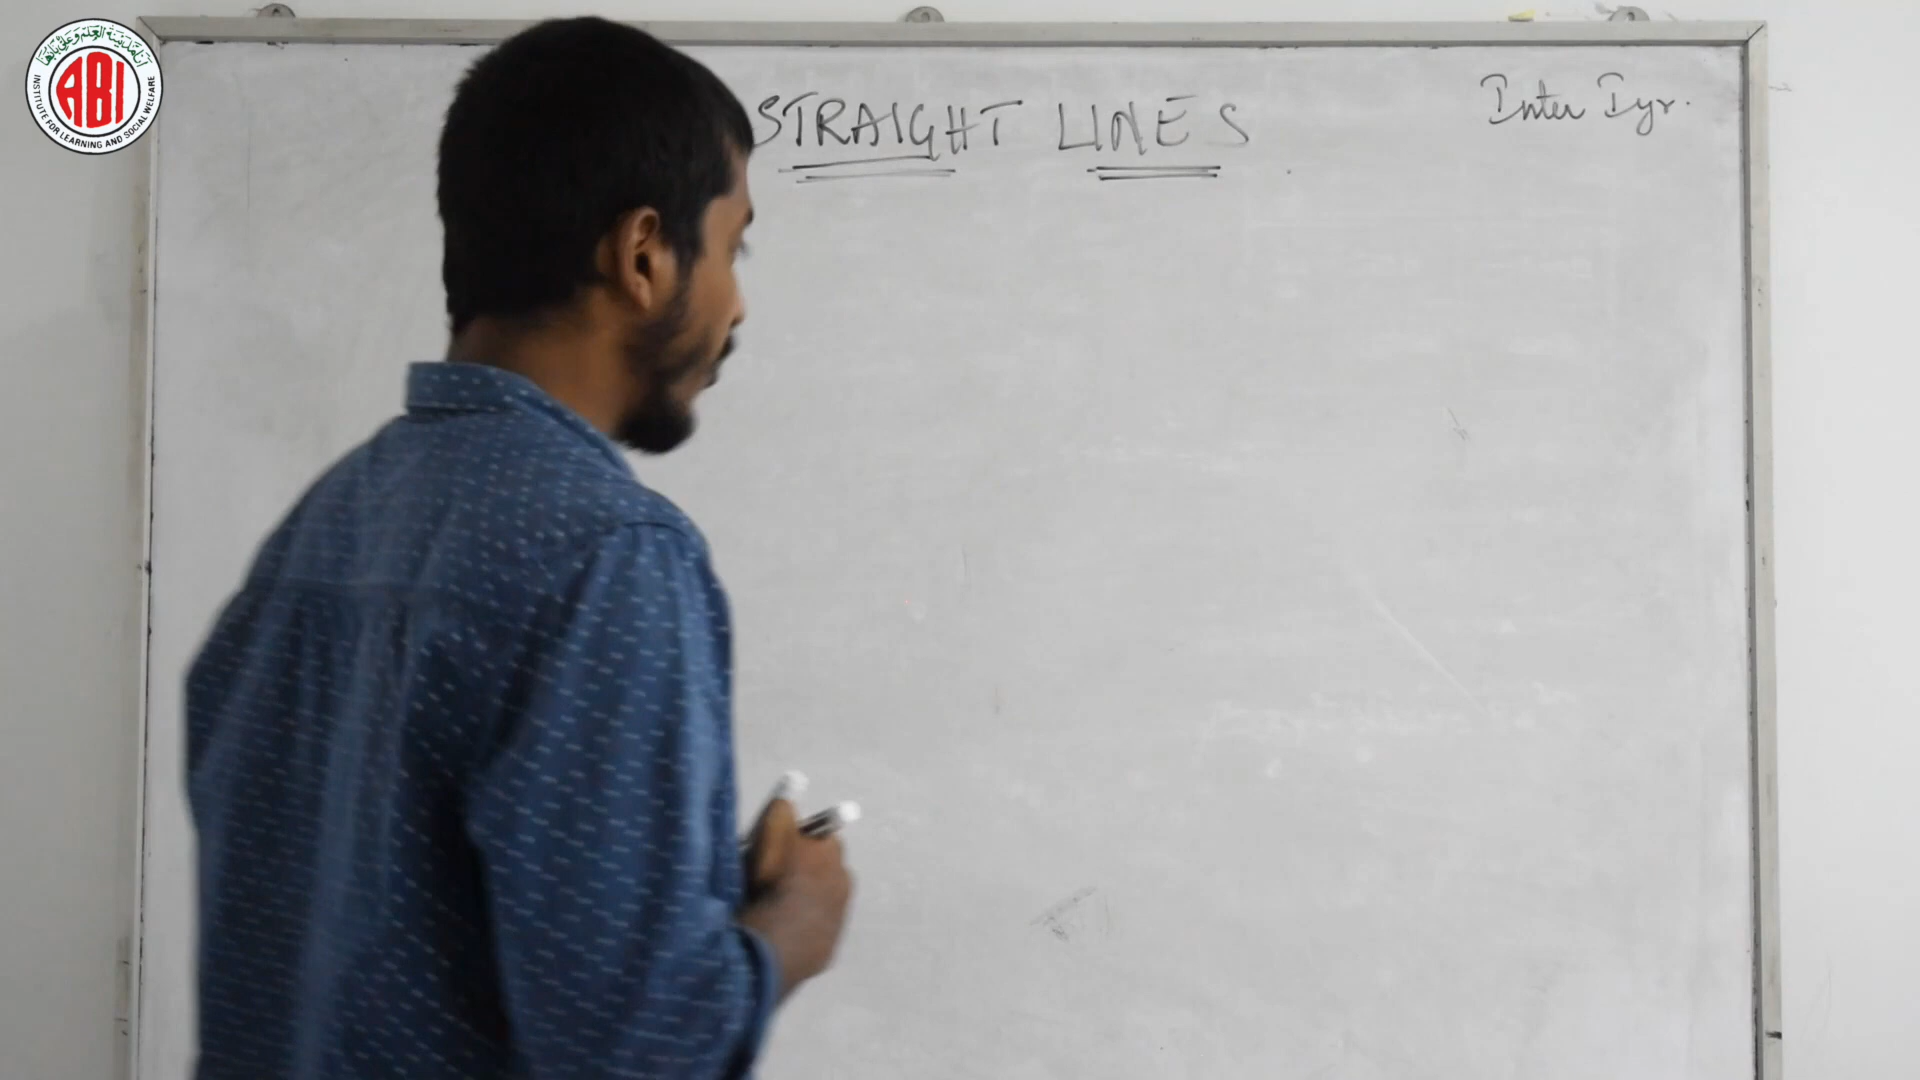 ABI
INSTITUTE FOR LEARNING AND SOCIAL WELFARE
STRAIGHT LINES
Inter Iyr.